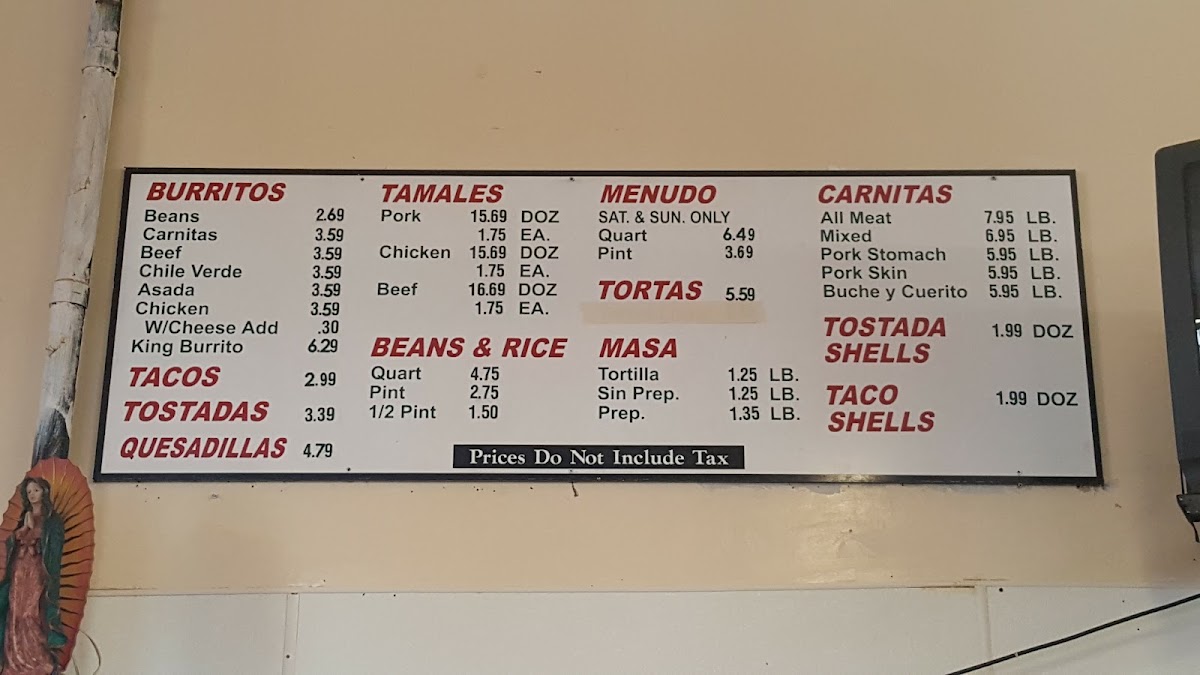 BURRITOS
Beans 2.69
Carnitas 3.59
Beef 3.59
Chile Verde 3.59
Asada 3.59
Chicken 3.59
W/Cheese Add .30
King Burrito 6.29
TACOS 2.99
TOSTADAS 3.39
QUESADILLAS 4.79
TAMALES
Pork 15.69 DOZ
1.75 EA.
Chicken 15.69 DOZ
1.75 EA.
Beef 16.69 DOZ
1.75 EA.
BEANS & RICE
Quart 4.75
Pint 2.75
1/2 Pint 1.50
MENUDO
SAT. & SUN. ONLY
Quart 6.49
Pint 3.69
TORTAS 5.59
MASA
Tortilla 1.25 LB.
Sin Prep. 1.25 LB.
Prep. 1.35 LB.
CARNITAS
All Meat 7.95 LB.
Mixed 6.95 LB.
Pork Stomach 5.95 LB.
Pork Skin 5.95 LB.
Buche y Cuerito 5.95 LB.
TOSTADA 1.99 DOZ
SHELLS
TACO 1.99 DOZ
SHELLS
Prices Do Not Include Tax